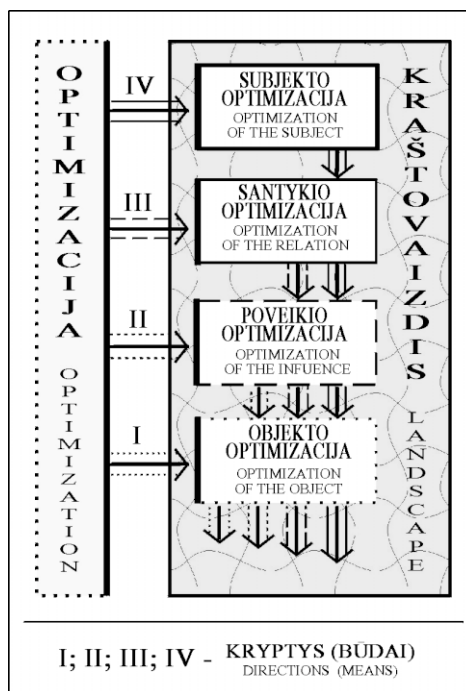 OPTIMIZACIJA OPTIMIZATION
IV
SUBJEKTO
OPTIMIZACIJA
OPTIMIZATION
OF THE SUBJECT
III
SANTYKIO
OPTIMIZACIJA
OPTIMIZATION
OF THE RELATION
II
POVEIKIO
OPTIMIZACIJA
OPTIMIZATION
OF THE INFUENCE
I
OBJEKTO
OPTIMIZACIJA
OPTIMIZATION
OF THE OBJECT
KRAŠTOVAIZDIS LANDSCAPE
I; II; III; IV - KRYPTYS (BŪDAI)
DIRECTIONS (MEANS)